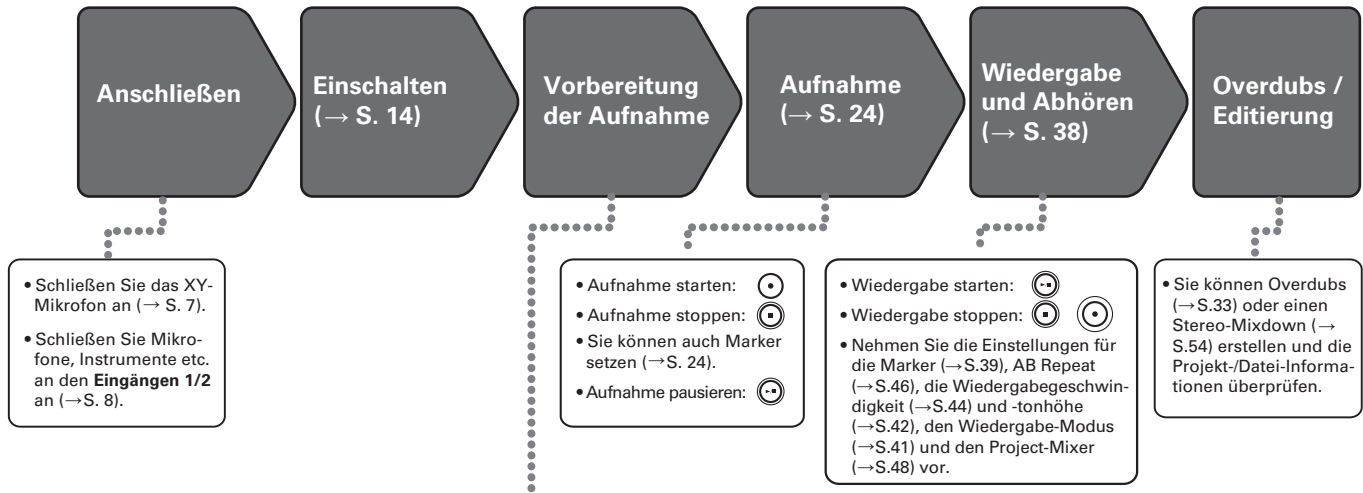 Anschließen
Einschalten
(→ S. 14)
Vorbereitung
der Aufnahme
Aufnahme
(→ S. 24)
Wiedergabe
und Abhören
(→ S. 38)
Overdubs /
Editierung
• Schließen Sie das XY-
Mikrofon an (→ S. 7).
• Schließen Sie Mikro-
fone, Instrumente etc.
an den Eingängen 1/2
an (→S. 8).
• Aufnahme starten:
• Aufnahme stoppen:
• Sie können auch Marker
setzen (→S. 24).
• Aufnahme pausieren:
• Wiedergabe starten:
• Wiedergabe stoppen:
• Nehmen Sie die Einstellungen für
die Marker (→S.39), AB Repeat
(→S.46), die Wiedergabegeschwin-
digkeit (→S.44) und -tonhöhe
(→S.42), den Wiedergabe-Modus
(→S.41) und den Project-Mixer
(→S.48) vor.
• Sie können Overdubs
(→S.33) oder einen
Stereo-Mixdown (→
S.54) erstellen und die
Projekt-/Datei-Informa-
tionen überprüfen.